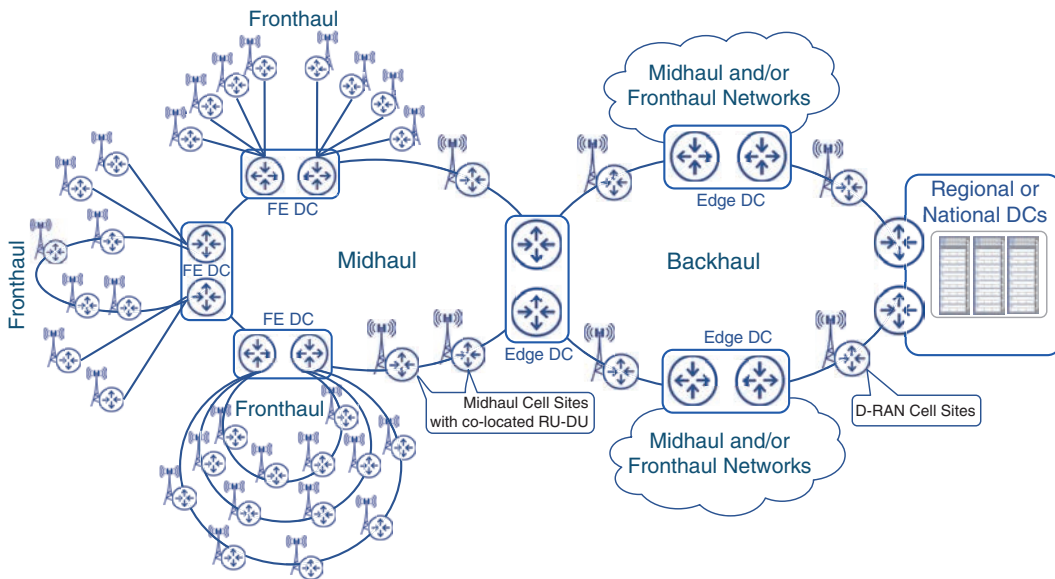 Fronthaul
Midhaul and/or
Fronthaul Networks
FE DC
Edge DC
Regional or
National DCs
Fronthaul
FE DC
Midhaul
Backhaul
FE DC
Edge DC
Edge DC
Fronthaul
Midhaul Cell Sites
with co-located RU-DU
D-RAN Cell Sites
Midhaul and/or
Fronthaul Networks